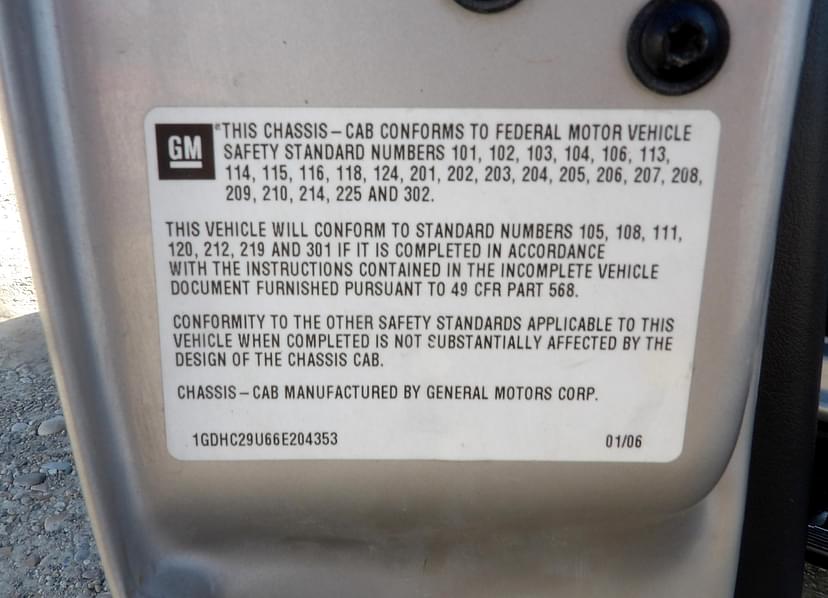 GM
THIS CHASSIS–CAB CONFORMS TO FEDERAL MOTOR VEHICLE
SAFETY STANDARD NUMBERS 101, 102, 103, 104, 106, 113,
114, 115, 116, 118, 124, 201, 202, 203, 204, 205, 206, 207, 208,
209, 210, 214, 225 AND 302.
THIS VEHICLE WILL CONFORM TO STANDARD NUMBERS 105, 108, 111,
120, 212, 219 AND 301 IF IT IS COMPLETED IN ACCORDANCE
WITH THE INSTRUCTIONS CONTAINED IN THE INCOMPLETE VEHICLE
DOCUMENT FURNISHED PURSUANT TO 49 CFR PART 568.
CONFORMITY TO THE OTHER SAFETY STANDARDS APPLICABLE TO THIS
VEHICLE WHEN COMPLETED IS NOT SUBSTANTIALLY AFFECTED BY THE
DESIGN OF THE CHASSIS CAB.
CHASSIS–CAB MANUFACTURED BY GENERAL MOTORS CORP.
1GDHC29U66E204353 01/06